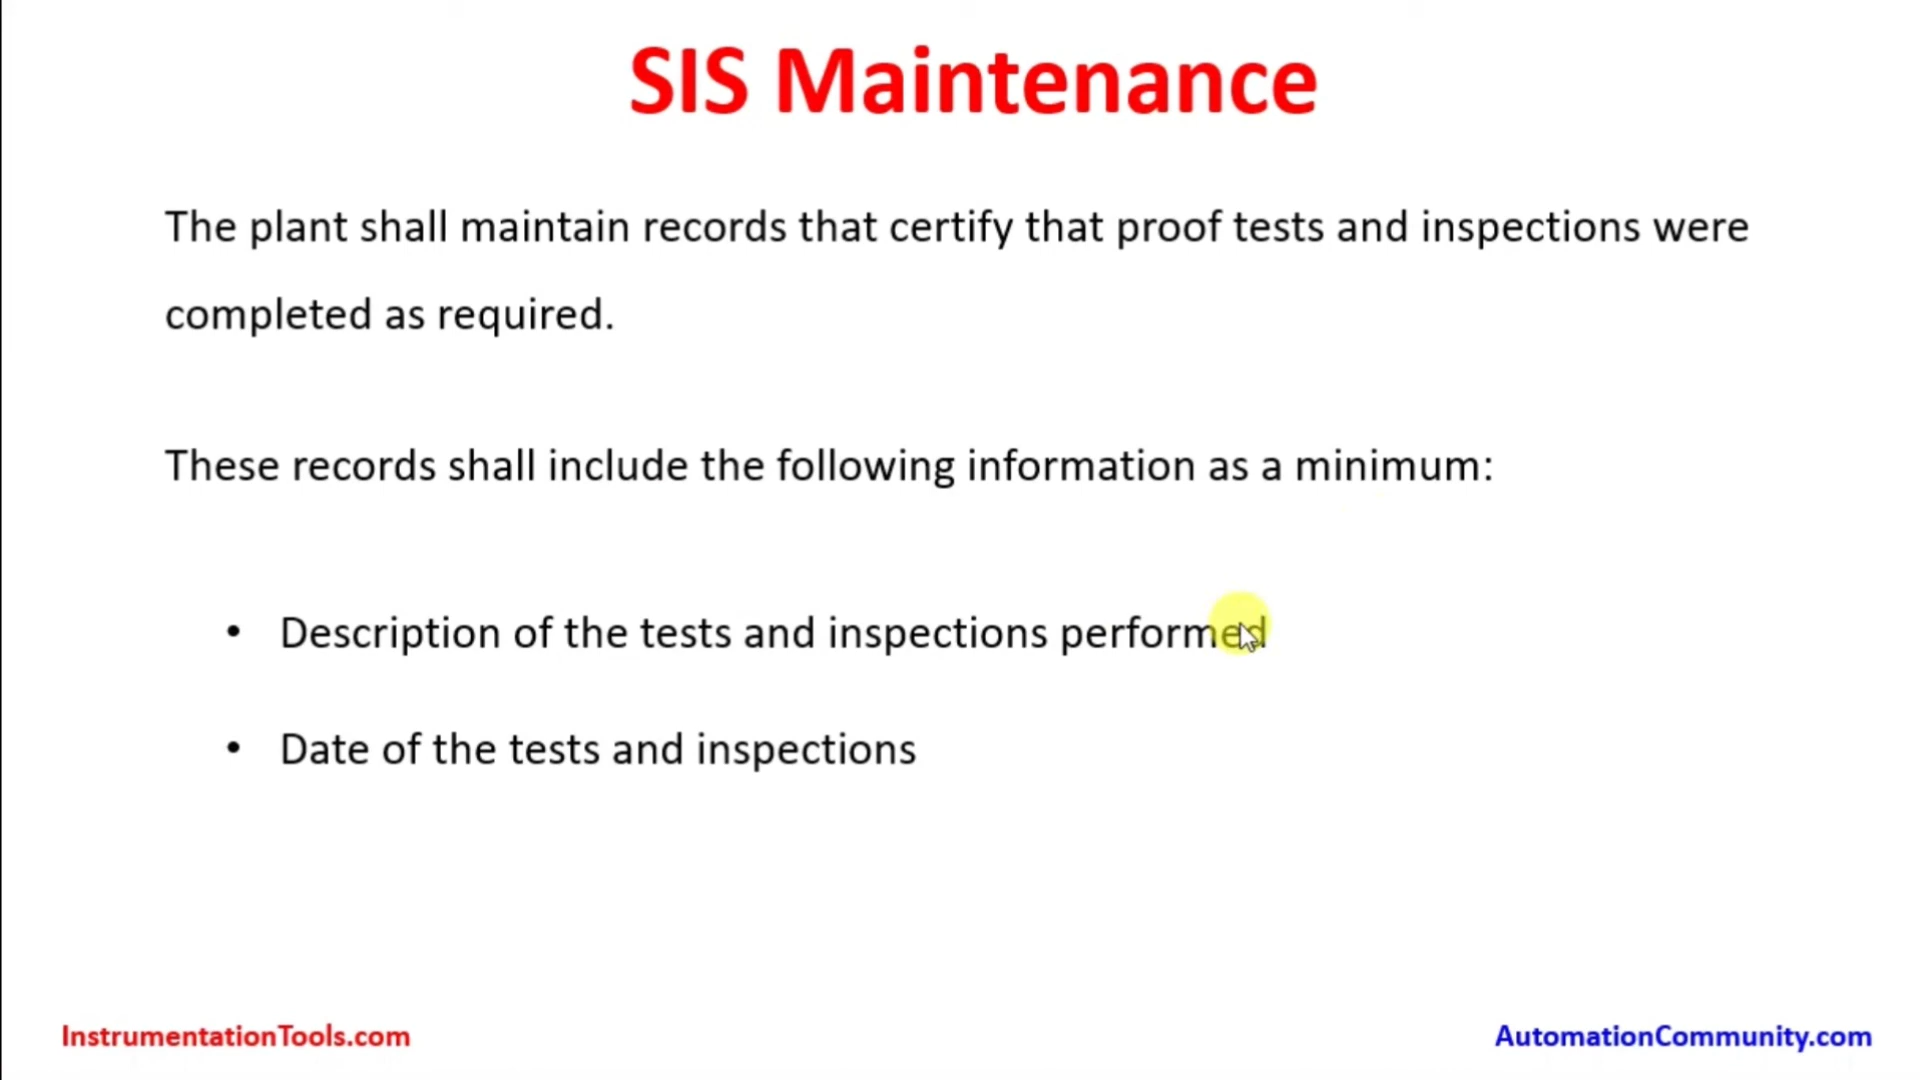 SIS Maintenance
The plant shall maintain records that certify that proof tests and inspections were
completed as required.
These records shall include the following information as a minimum:
• Description of the tests and inspections performed
• Date of the tests and inspections
InstrumentationTools.com
AutomationCommunity.com